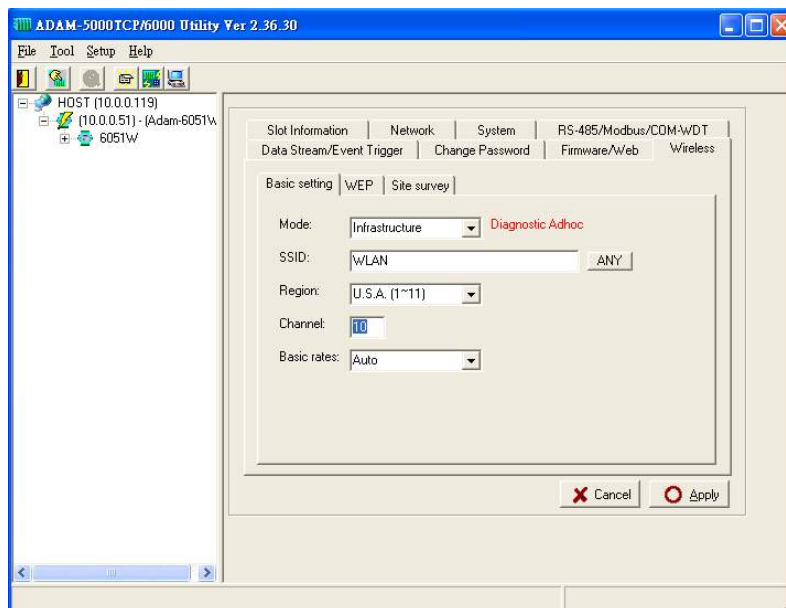 ADAM-5000TCP/6000 Utility Ver 2.36.30
File Tool Setup Help
HOST (10.0.0.119)
(10.0.0.51) - (Adam-6051W
6051W
Slot Information Network System RS-485/Modbus/COM-WDT
Data Stream/Event Trigger Change Password Firmware/Web Wireless
Basic setting WEP Site survey
Mode: Infrastructure Diagnostic Adhoc
SSID: WLAN ANY
Region: U.S.A. (1~11)
Channel: 10
Basic rates: Auto
Cancel Apply